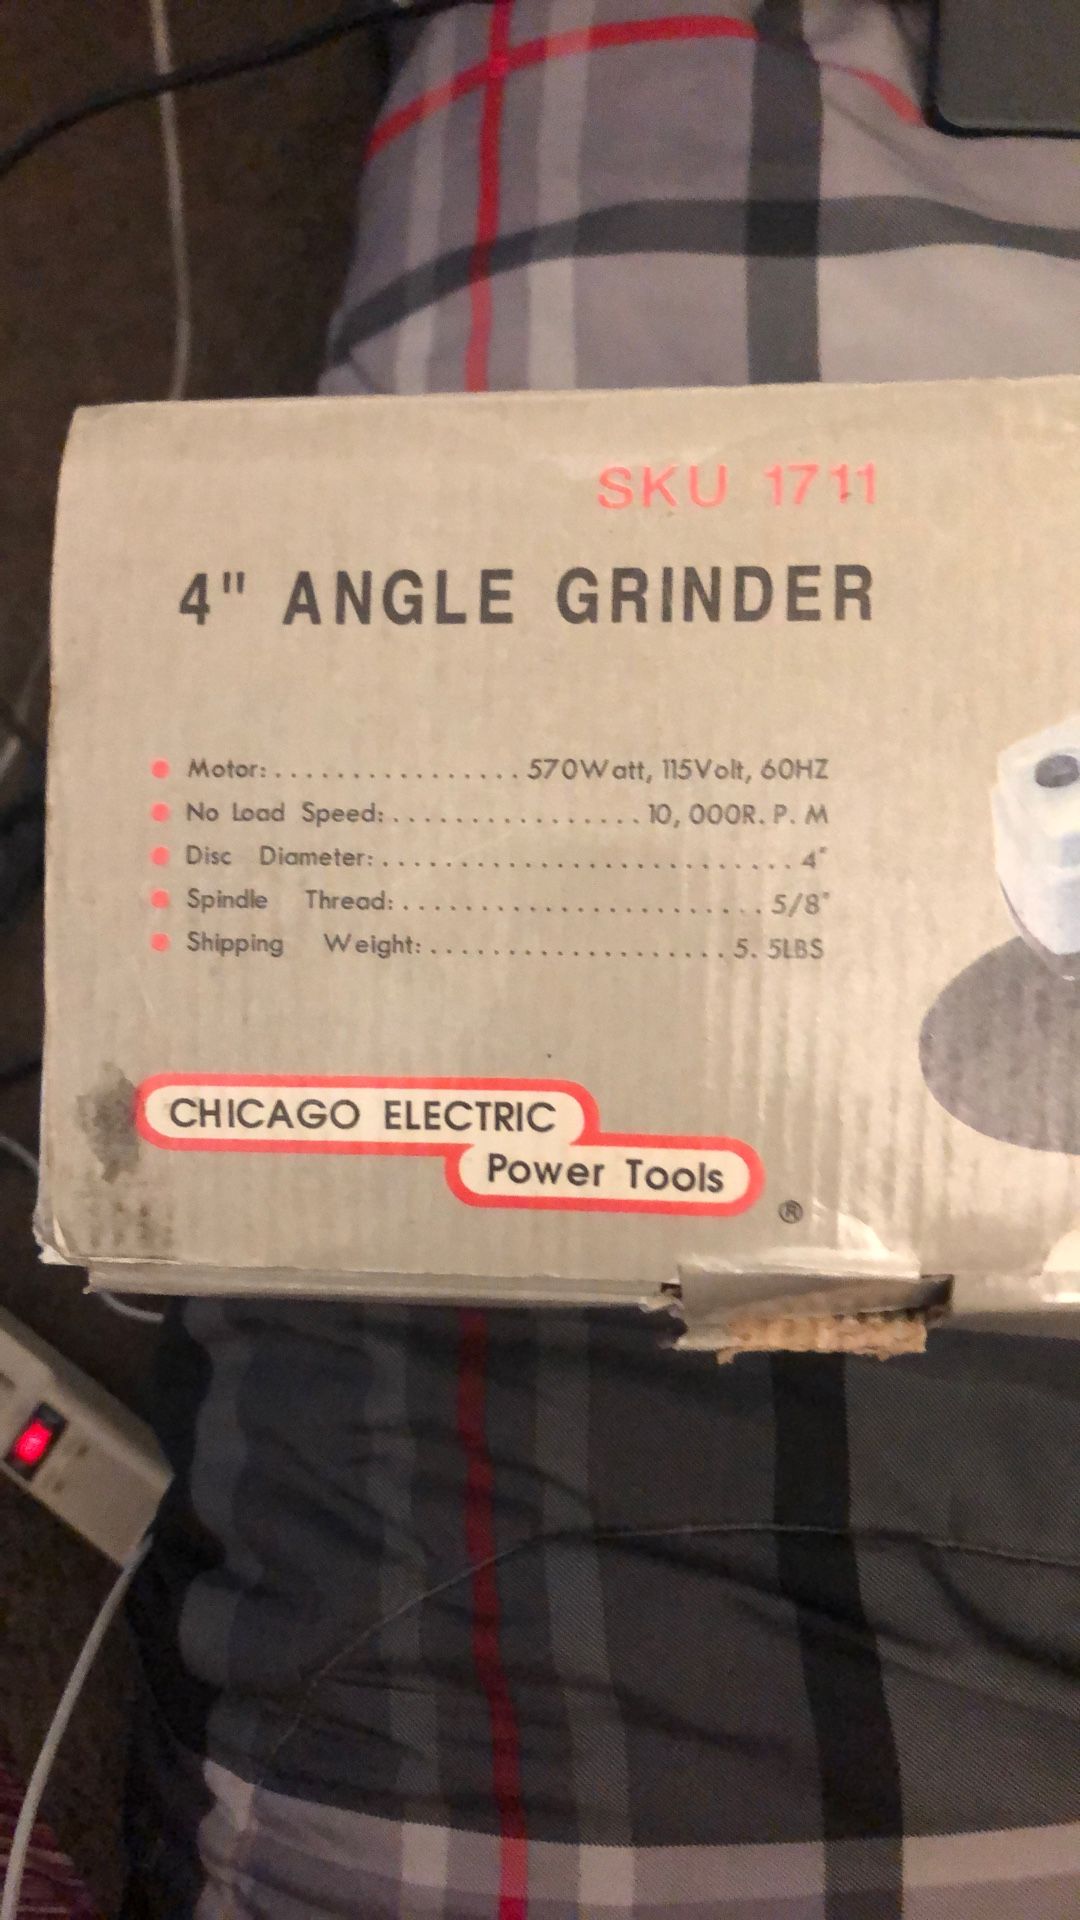 SKU 1711
4" ANGLE GRINDER
Motor:................570Watt, 115Volt, 60HZ
No Load Speed:................10,000R.P.M
Disc Diameter:..........................4"
Spindle Thread:.......................5/8"
Shipping Weight:...................5.5LBS
CHICAGO ELECTRIC
Power Tools
®